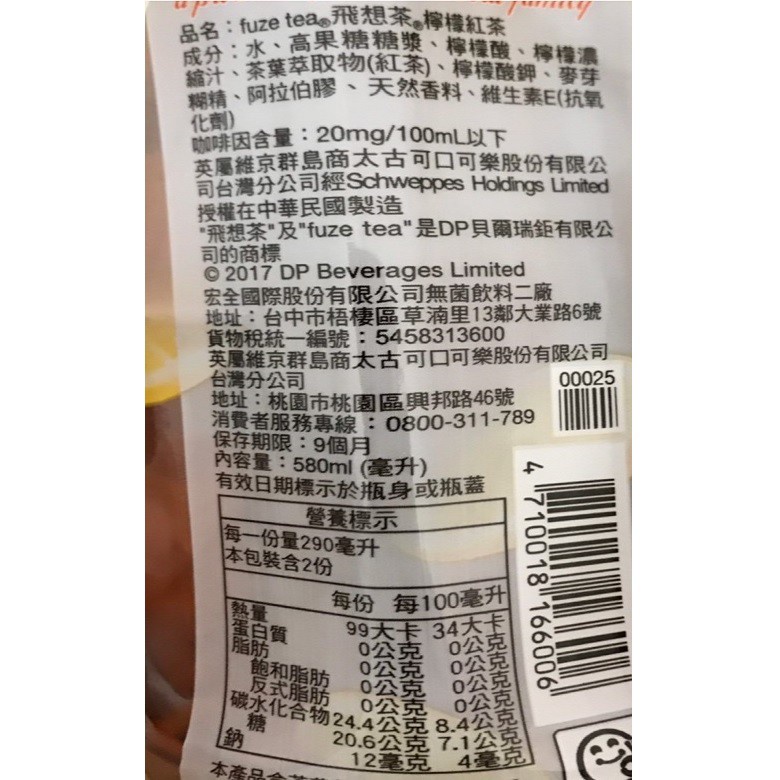 family
品名：fuze tea®飛想茶®檸檬紅茶
成分：水、高果糖糖漿、檸檬酸、檸檬濃
縮汁、茶葉萃取物(紅茶)、檸檬酸鉀、麥芽
糊精、阿拉伯膠、天然香料、維生素E(抗氧
化劑)
咖啡因含量：20mg/100mL以下
英屬維京群島商太古可口可樂股份有限公
司台灣分公司經Schweppes Holdings Limited
授權在中華民國製造
"飛想茶"及"fuze tea"是DP貝爾瑞鉅有限公
司的商標
© 2017 DP Beverages Limited
宏全國際股份有限公司無菌飲料二廠
地址：台中市梧棲區草湳里13鄰大業路6號
貨物稅統一編號：5458313600
英屬維京群島商太古可口可樂股份有限公司
台灣分公司
地址：桃園市桃園區興邦路46號
消費者服務專線：0800-311-789
保存期限：9個月
內容量：580ml (毫升)
有效日期標示於瓶身或瓶蓋
00025
4 710018 166006
營養標示
每一份量290毫升
本包裝含2份
每份 每100毫升
熱量 99大卡 34大卡
蛋白質 0公克 0公克
脂肪 0公克 0公克
飽和脂肪 0公克 0公克
反式脂肪 0公克 0公克
碳水化合物 24.4公克 8.4公克
糖 20.6公克 7.1公克
鈉 12毫克 4毫克
本產品含